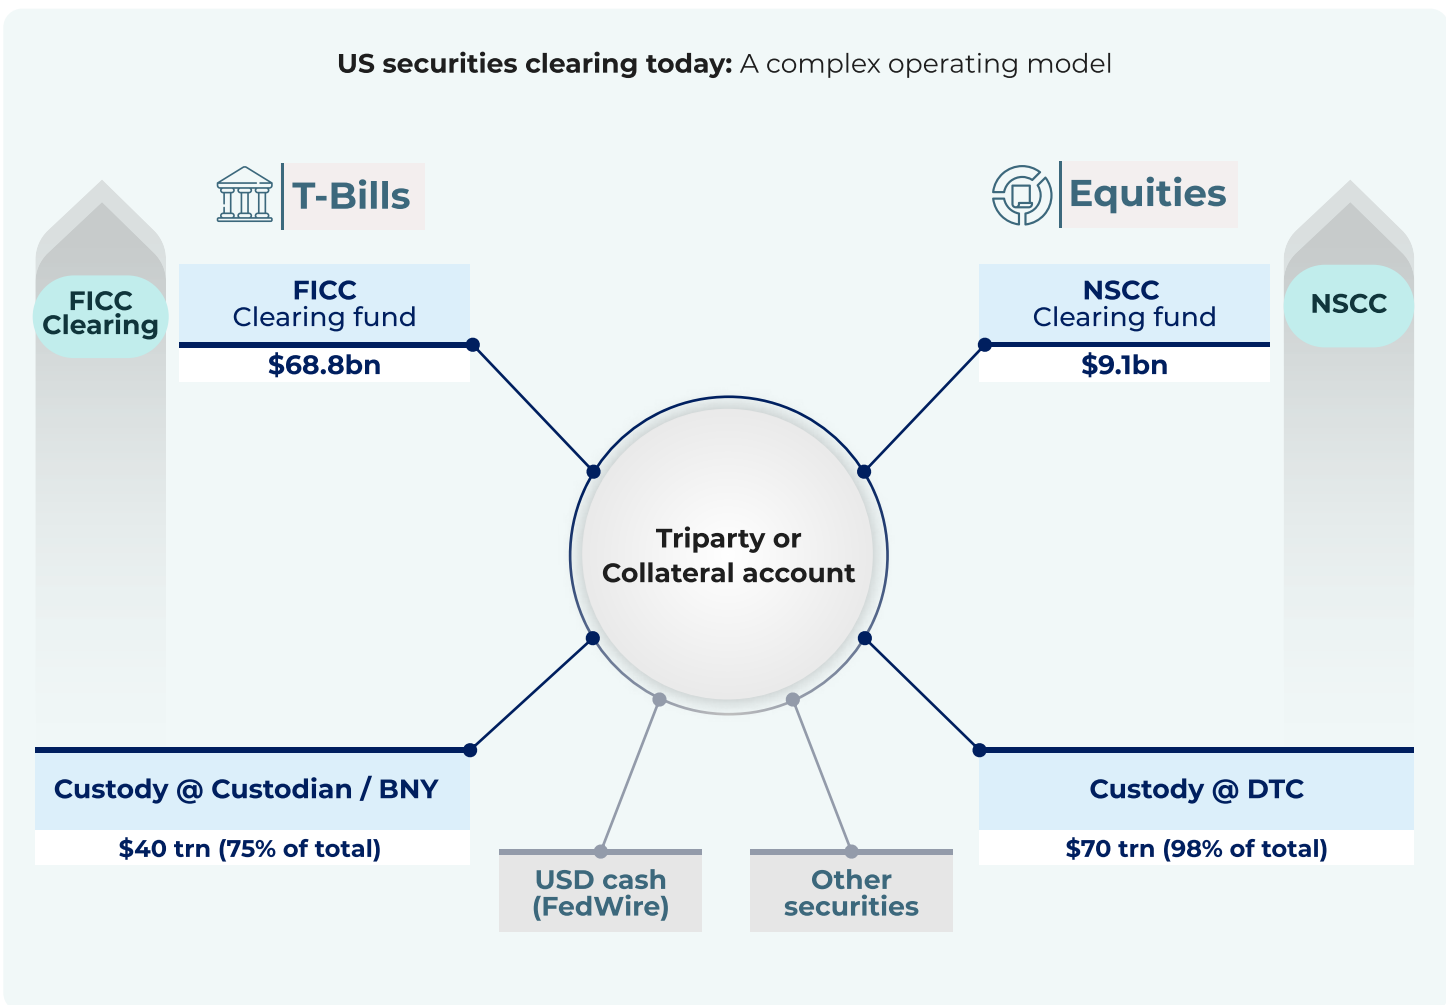 US securities clearing today: A complex operating model
T-Bills
Equities
FICC
Clearing
FICC
Clearing fund
$68.8bn
NSCC
Clearing fund
$9.1bn
NSCC
Triparty or
Collateral account
Custody @ Custodian / BNY
$40 trn (75% of total)
Custody @ DTC
$70 trn (98% of total)
USD cash
(FedWire)
Other
securities